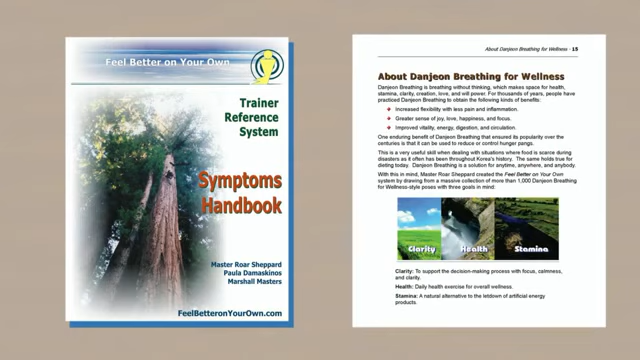 Feel Better on Your Own
Trainer
Reference
System
Symptoms
Handbook
Master Roar Sheppard
Paula Damaskinos
Marshall Masters
FeelBetteronYourOwn.com
About Danjeon Breathing for Wellness - 15
About Danjeon Breathing for Wellness
Danjeon Breathing is breathing without thinking, which makes space for health,
stamina, clarity, creation, love, and will power. For thousands of years, people have
practiced Danjeon Breathing to obtain the following kinds of benefits:
Increased flexibility with less pain and inflammation.
Greater sense of joy, love, happiness, and focus.
Improved vitality, energy, digestion, and circulation.
One enduring benefit of Danjeon Breathing that ensured its popularity over the
centuries is that it can be used to reduce or control hunger pangs.
This is a very useful skill when dealing with situations where food is scarce during
disasters as it often has been throughout Korea's history. The same holds true for
dieting today. Danjeon Breathing is a solution for anytime, anywhere, and anybody.
With this in mind, Master Roar Sheppard created the Feel Better on Your Own
system by drawing from a massive collection of more than 1,000 Danjeon Breathing
for Wellness-style poses with three goals in mind:
Clarity Health Stamina
Clarity: To support the decision-making process with focus, calmness,
and clarity.
Health: Daily health exercise for overall wellness.
Stamina: A natural alternative to the letdown of artificial energy
products.